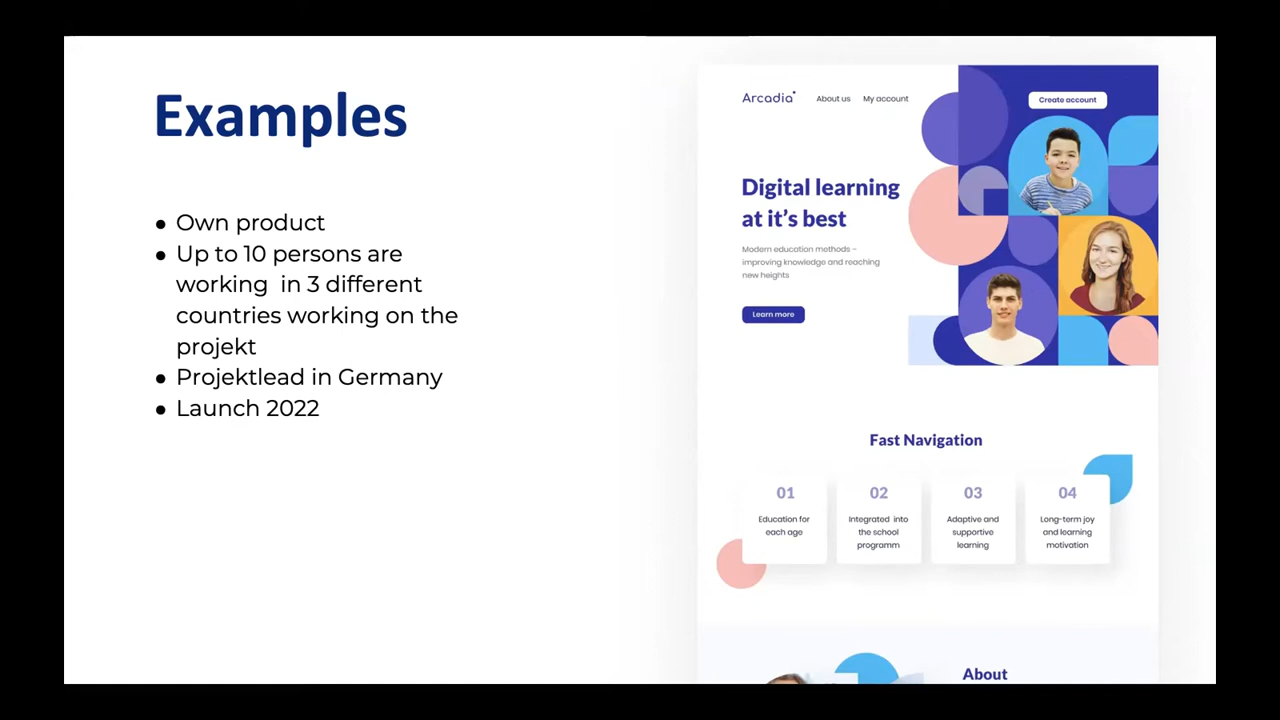 Examples
● Own product
● Up to 10 persons are
working  in 3 different
countries working on the
projekt
● Projektlead in Germany
● Launch 2022
Arcadia
About us
My account
Create account
Digital learning
at it's best
Modern education methods –
improving knowledge and reaching
new heights
Learn more
Fast Navigation
01
Education for
each age
02
Integrated  into
the school
programm
03
Adaptive and
supportive
learning
04
Long-term joy
and learning
motivation
About